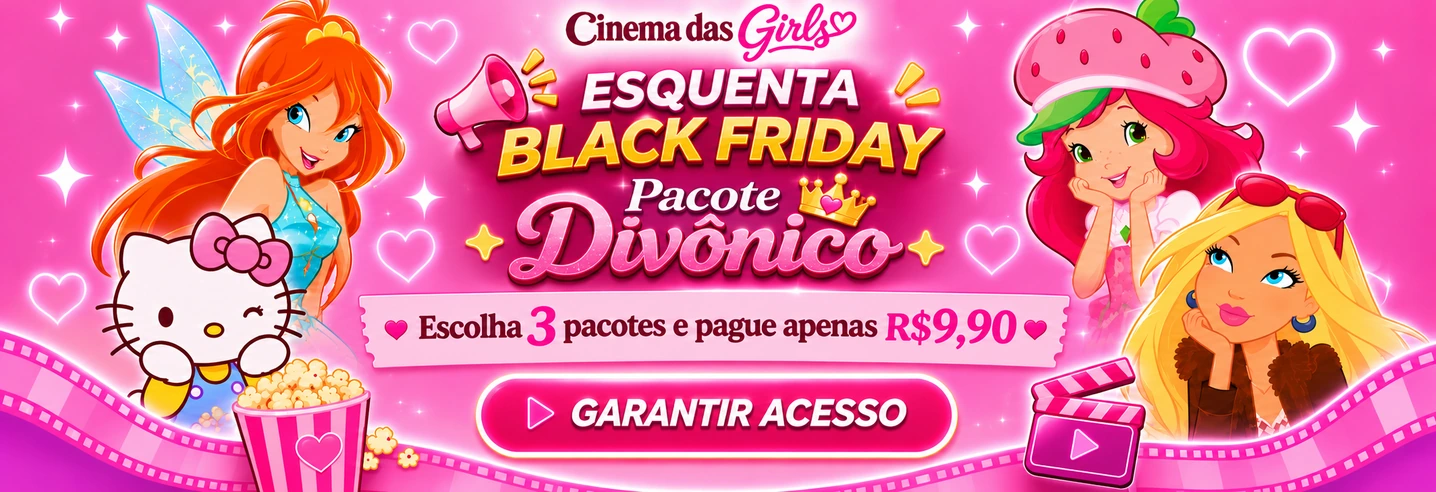 Cinema das Girls
ESQUENTA
BLACK FRIDAY
Pacote
Divônico
Escolha 3 pacotes e pague apenas R$9,90
GARANTIR ACESSO